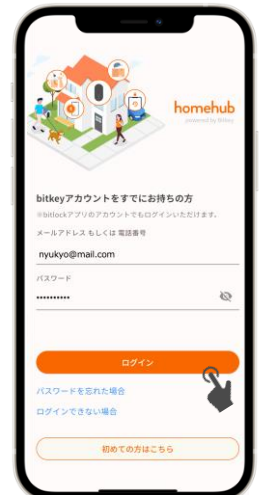 homehub
powered by Bitkey
bitkeyアカウントをすでにお持ちの方
※bitlockアプリのアカウントでもログインいただけます。
メールアドレス もしくは 電話番号
nyukyo@mail.com
パスワード
••••••••••
ログイン
パスワードを忘れた場合
ログインできない場合
初めての方はこちら